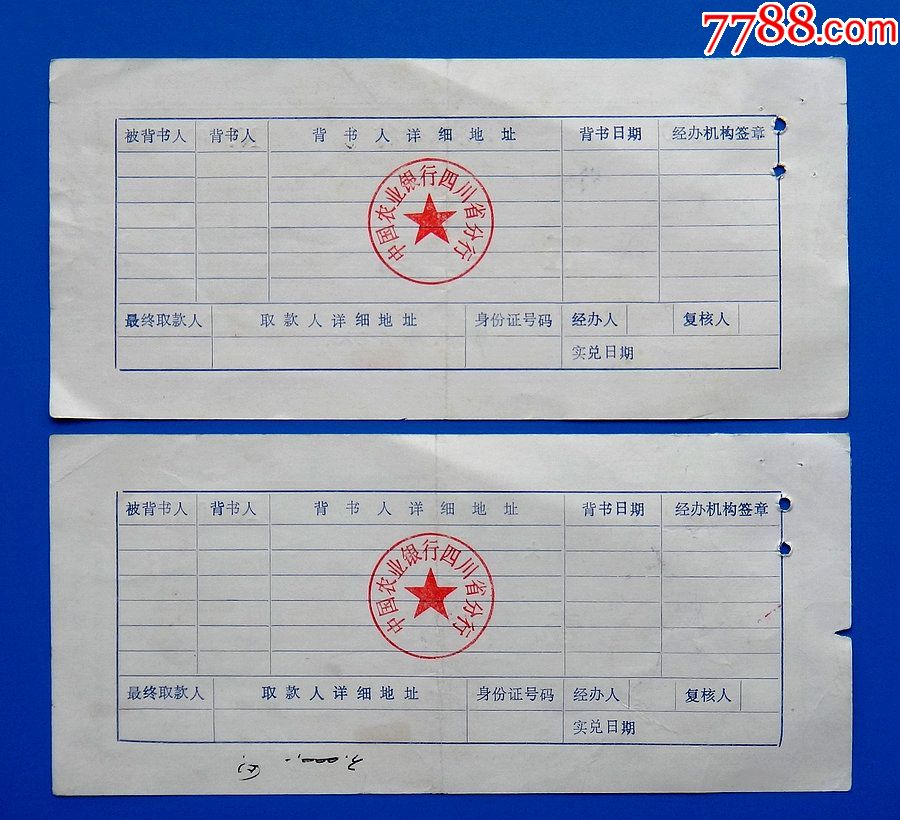 7788.com
被背书人 背书人 背书人详细地址 背书日期 经办机构签章
中国农业银行四川省分行
最终取款人 取款人详细地址 身份证号码 经办人 复核人
实兑日期
被背书人 背书人 背书人详细地址 背书日期 经办机构签章
中国农业银行四川省分行
最终取款人 取款人详细地址 身份证号码 经办人 复核人
实兑日期